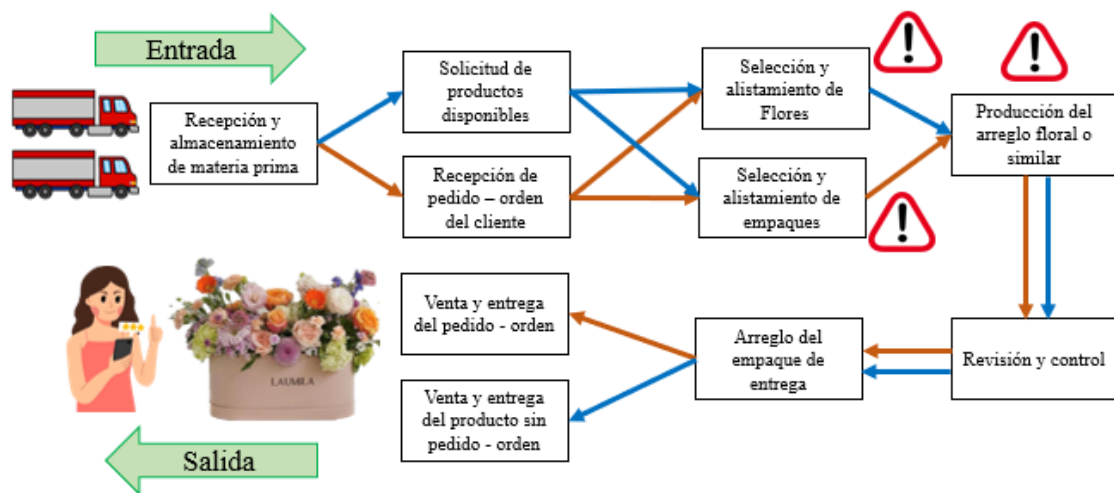 Entrada
Recepción y
almacenamiento
de materia prima
Solicitud de
productos
disponibles
Recepción de
pedido – orden
del cliente
Selección y
alistamiento de
Flores
Selección y
alistamiento de
empaques
Producción del
arreglo floral o
similar
Revisión y control
Arreglo del
empaque de
entrega
Venta y entrega
del pedido - orden
Venta y entrega
del producto sin
pedido - orden
LAUMILA
Salida